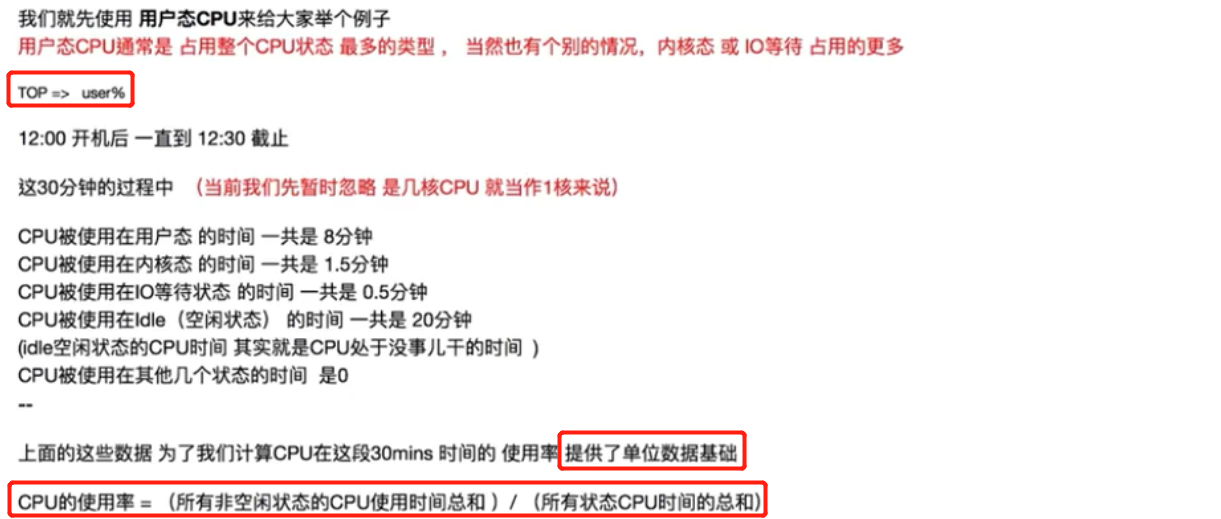 我们就先使用 用户态CPU来给大家举个例子
用户态CPU通常是 占用整个CPU状态 最多的类型， 当然也有个别的情况，内核态 或 IO等待 占用的更多
TOP => user%
12:00 开机后 一直到 12:30 截止
这30分钟的过程中 （当前我们先暂时忽略 是几核CPU 就当作1核来说）
CPU被使用在用户态 的时间 一共是 8分钟
CPU被使用在内核态 的时间 一共是 1.5分钟
CPU被使用在IO等待状态 的时间 一共是 0.5分钟
CPU被使用在Idle（空闲状态） 的时间 一共是 20分钟
(idle空闲状态的CPU时间 其实就是CPU处于没事儿干的时间 )
CPU被使用在其他几个状态的时间 是0
--
上面的这些数据 为了我们计算CPU在这段30mins 时间的 使用率 提供了单位数据基础
CPU的使用率 = （所有非空闲状态的CPU使用时间总和 ）/ （所有状态CPU时间的总和）